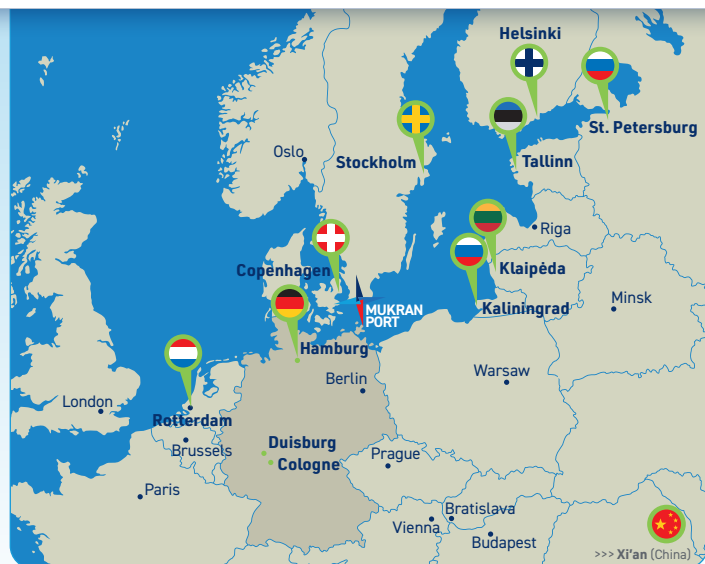 Helsinki
St. Petersburg
Oslo
Stockholm
Tallinn
Riga
Copenhagen
Klaipėda
MUKRAN
PORT
Kaliningrad
Minsk
Hamburg
Berlin
Warsaw
London
Rotterdam
Brussels
Duisburg
Cologne
Prague
Paris
Bratislava
Vienna
Budapest
>>> Xi'an (China)